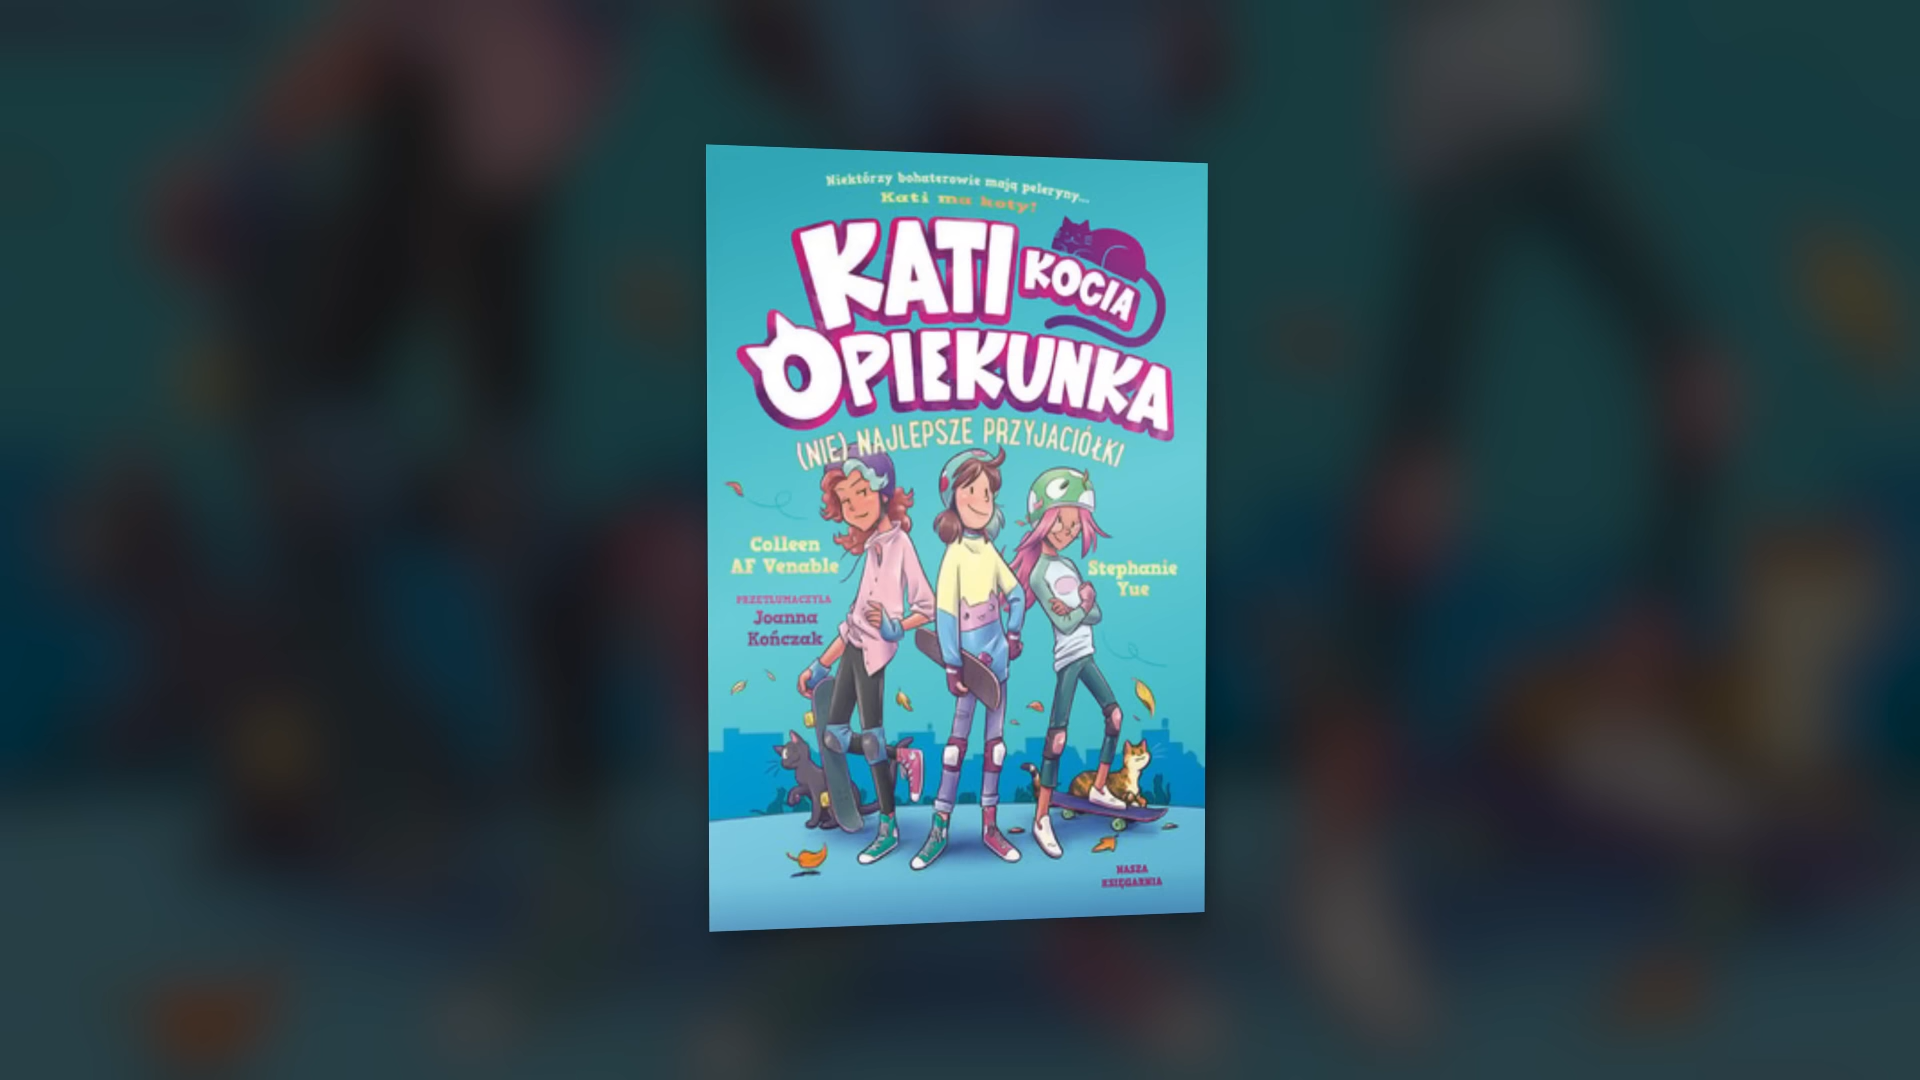 Niektórzy bohaterowie mają peleryny...
Kati ma koty!
KATI KOCIA
OPIEKUNKA
(NIE) NAJLEPSZE PRZYJACIÓŁKI
Colleen
AF Venable
PRZETŁUMACZYŁA
Joanna
Kończak
Stephanie
Yue
NASZA
KSIĘGARNIA